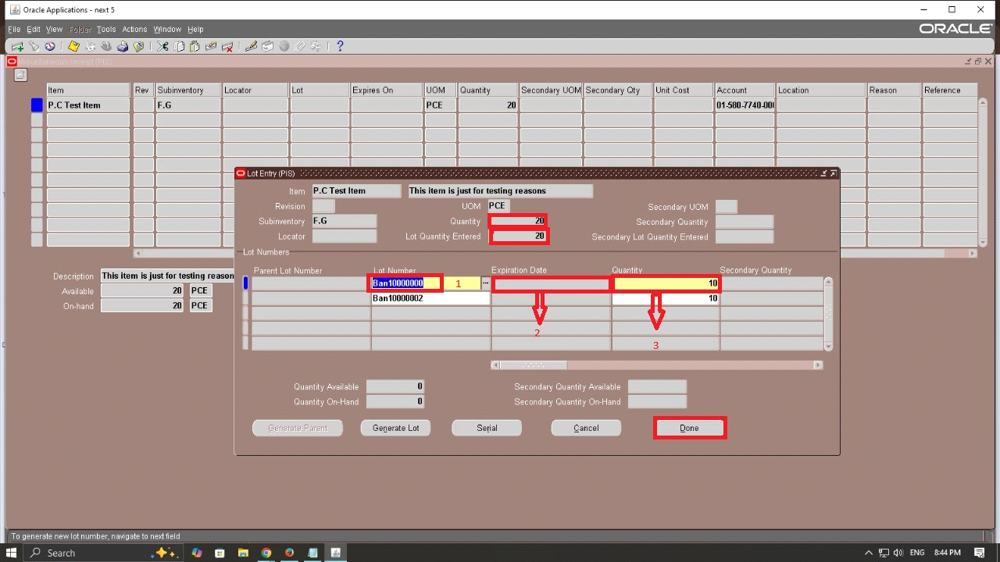 Oracle Applications - next 5
File Edit View Folder Tools Actions Window Help
ORACLE
Miscellaneous receipt (PIS)
Item Rev Subinventory Locator Lot Expires On UOM Quantity Secondary UOM Secondary Qty Unit Cost Account Location Reason Reference
P.C Test Item F.G PCE 20 01-580-7740-00
Lot Entry (PIS)
Item P.C Test Item This item is just for testing reasons
Revision UOM PCE Secondary UOM
Subinventory F.G Quantity 20 Secondary Quantity
Locator Lot Quantity Entered 20 Secondary Lot Quantity Entered
Lot Numbers
Parent Lot Number Lot Number Expiration Date Quantity Secondary Quantity
Ban10000000 1 ... 10
Ban10000002 10
2 3
Description This item is just for testing reason
Available 20 PCE
On-hand 20 PCE
Quantity Available 0 Secondary Quantity Available
Quantity On-Hand 0 Secondary Quantity On-Hand
Generate Parent Generate Lot Serial Cancel Done
To generate new lot number, navigate to next field
Search ENG 8:44 PM